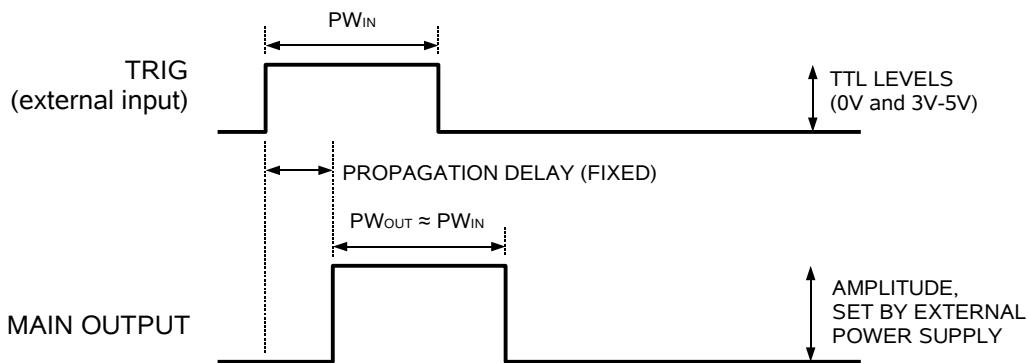 PWIN
TRIG
(external input)
TTL LEVELS
(0V and 3V-5V)
PROPAGATION DELAY (FIXED)
PWOUT ≈ PWIN
MAIN OUTPUT
AMPLITUDE,
SET BY EXTERNAL
POWER SUPPLY